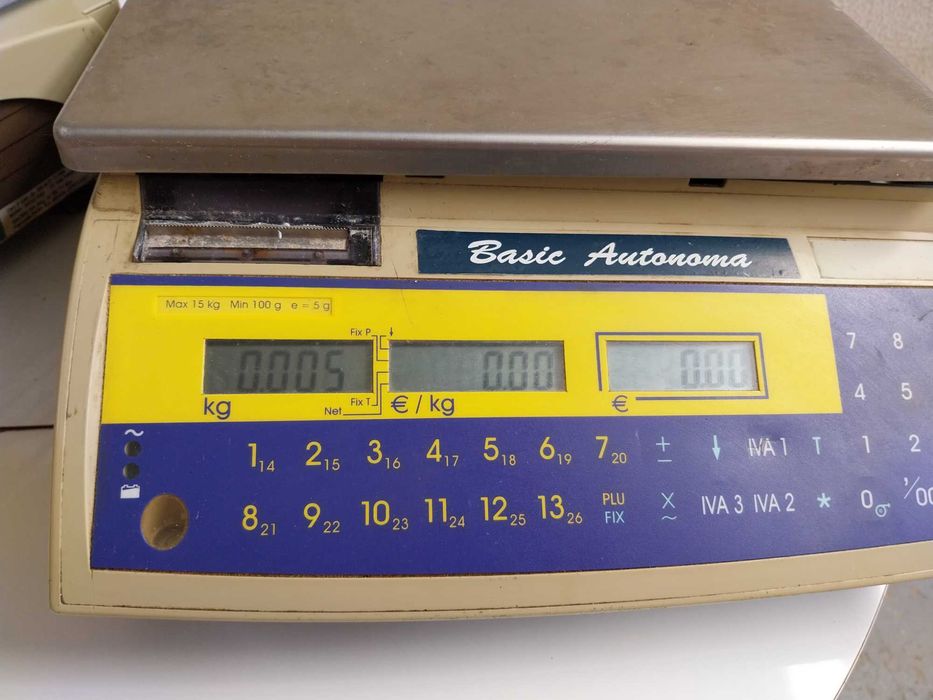 Basic Autonoma
Max 15 kg Min 100 g e = 5 g
Fix P
0.005 0.00 0.00
Fix T
Net
kg € / kg €
7 8
4 5
1 14 2 15 3 16 4 17 5 18 6 19 7 20 + − ↓ IVA 1 T 1 2
8 21 9 22 10 23 11 24 12 25 13 26 PLU FIX X ~ IVA 3 IVA 2 * 0 '/00
~